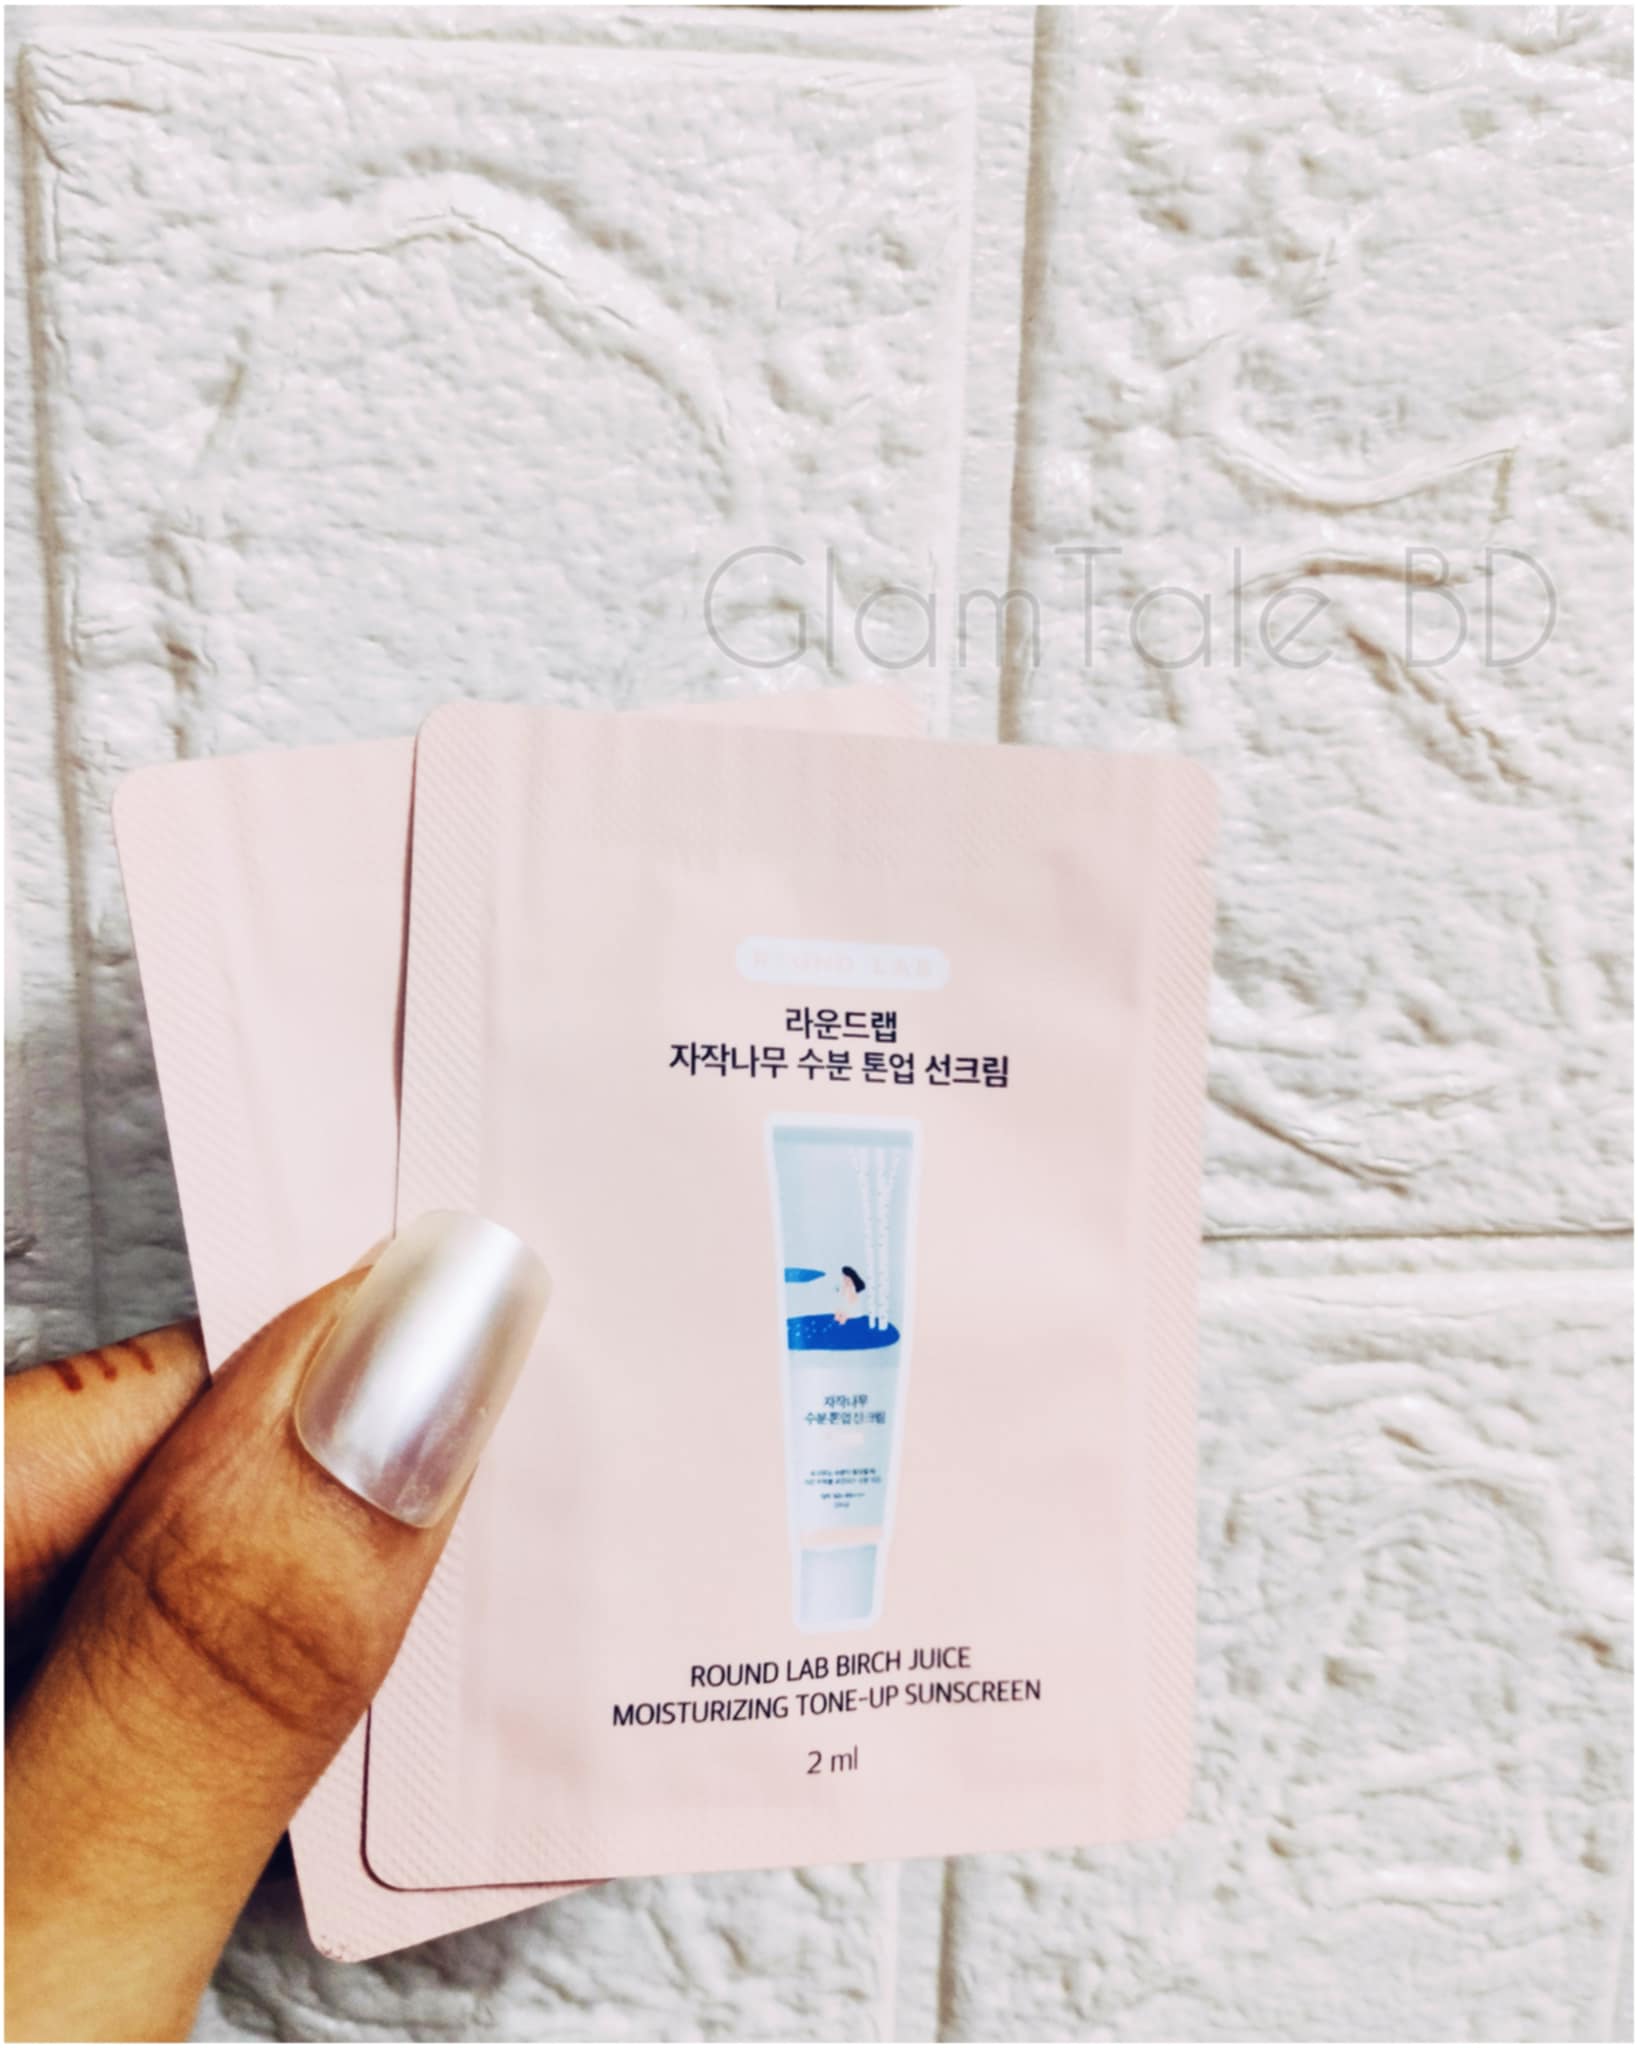 GlamTale BD
ROUND LAB
라운드랩
자작나무 수분 톤업 선크림
자작나무
수분톤업선크림
ROUND LAB BIRCH JUICE
MOISTURIZING TONE-UP SUNSCREEN
2 ml